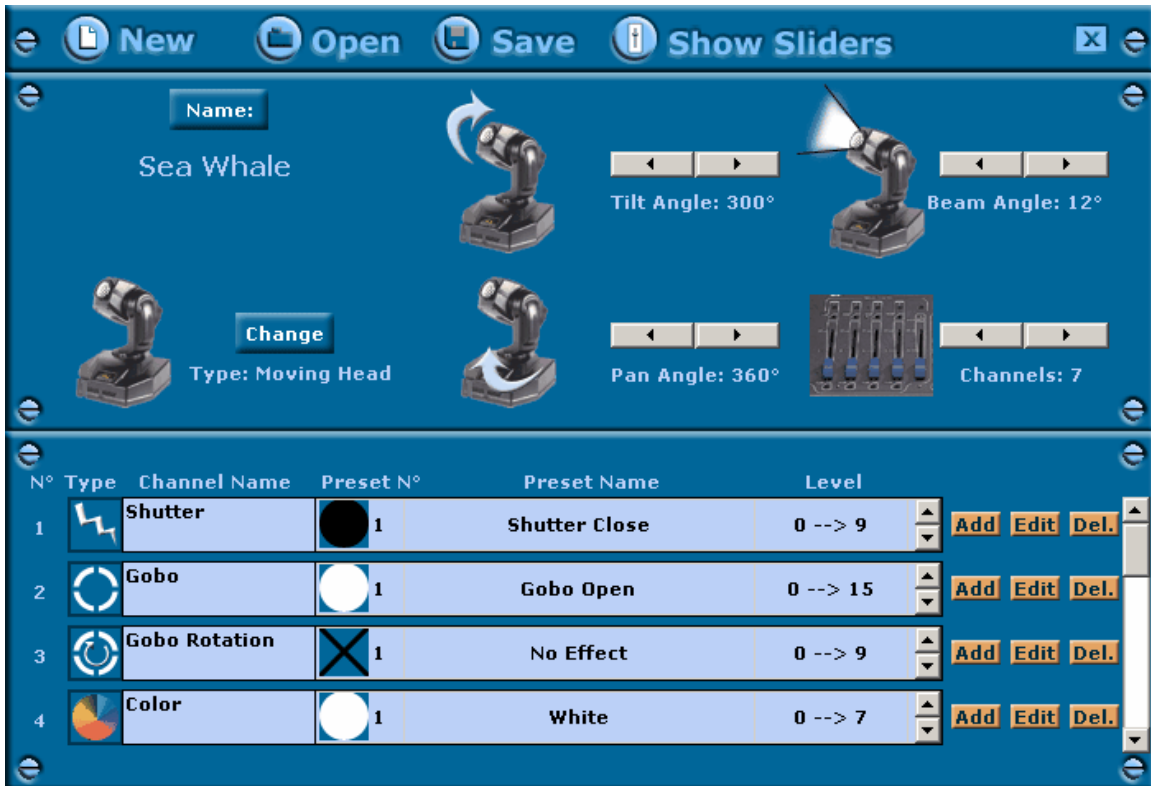 New Open Save Show Sliders X
Name:
Sea Whale
Tilt Angle: 300°
Beam Angle: 12°
Change
Type: Moving Head
Pan Angle: 360°
Channels: 7
N° Type Channel Name Preset N° Preset Name Level
1 Shutter 1 Shutter Close 0 --> 9 Add Edit Del.
2 Gobo 1 Gobo Open 0 --> 15 Add Edit Del.
3 Gobo Rotation 1 No Effect 0 --> 9 Add Edit Del.
4 Color 1 White 0 --> 7 Add Edit Del.